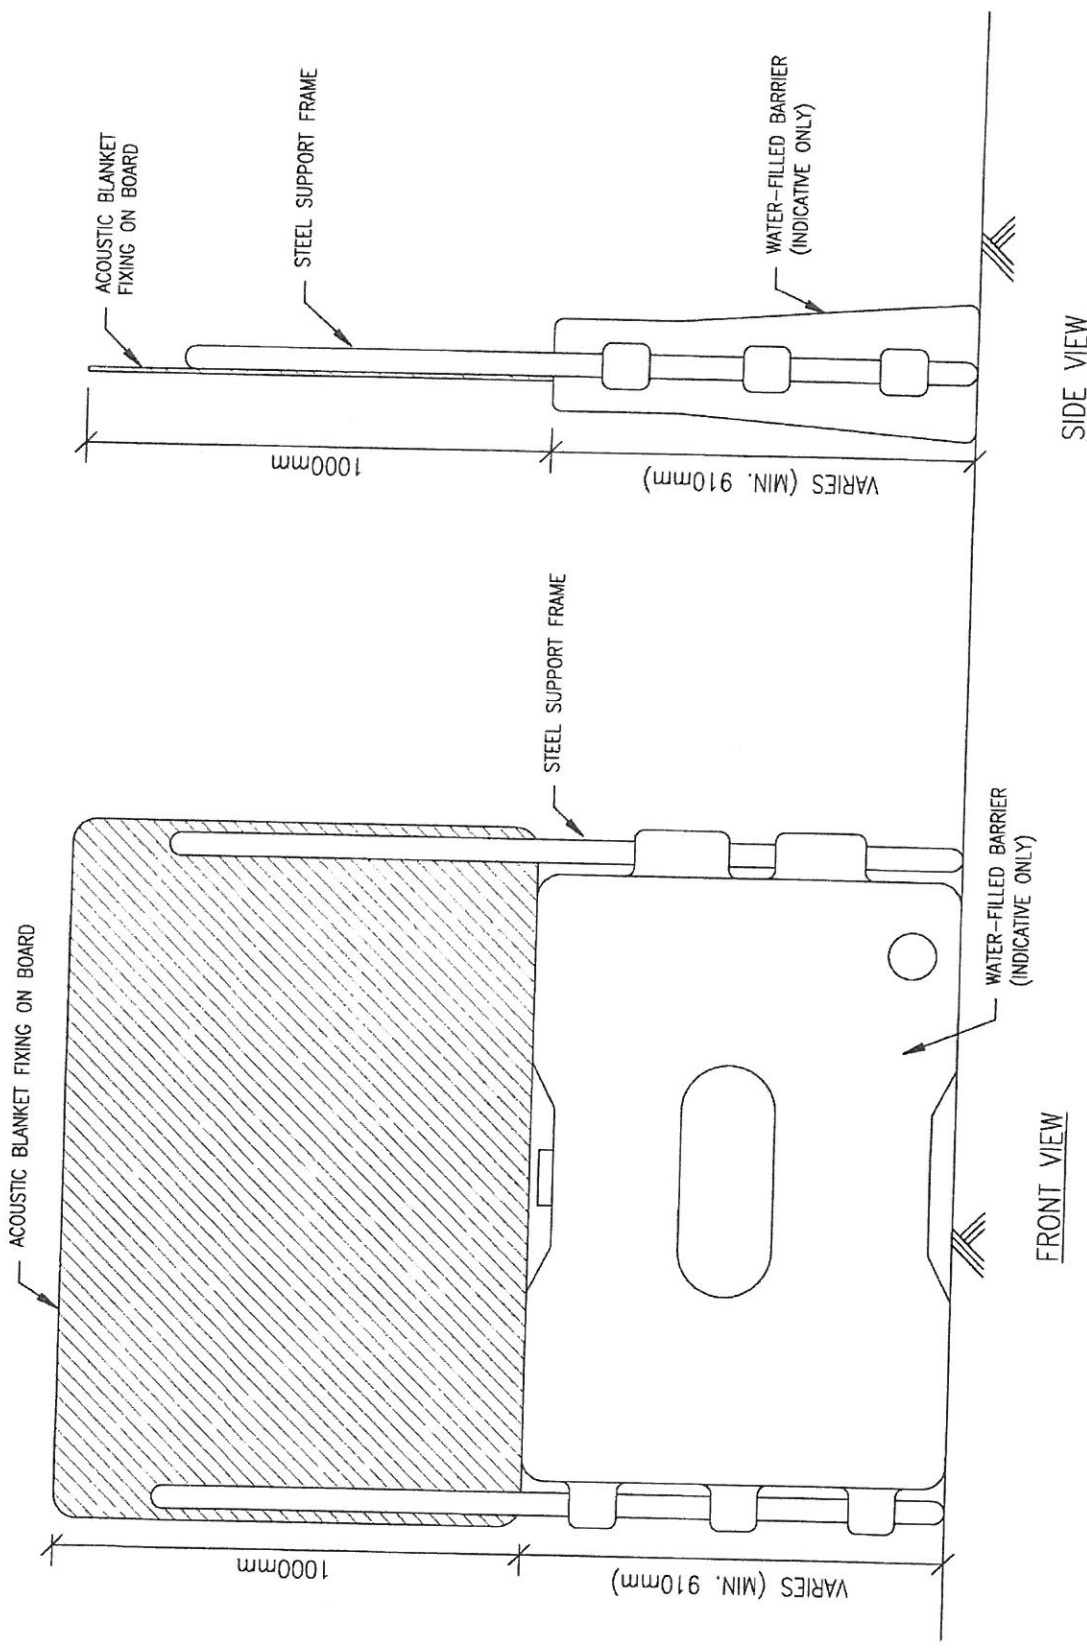 ACOUSTIC BLANKET FIXING ON BOARD
STEEL SUPPORT FRAME
WATER-FILLED BARRIER
(INDICATIVE ONLY)
1000mm
VARIES (MIN. 910mm)
FRONT VIEW
ACOUSTIC BLANKET
FIXING ON BOARD
STEEL SUPPORT FRAME
WATER-FILLED BARRIER
(INDICATIVE ONLY)
1000mm
VARIES (MIN. 910mm)
SIDE VIEW